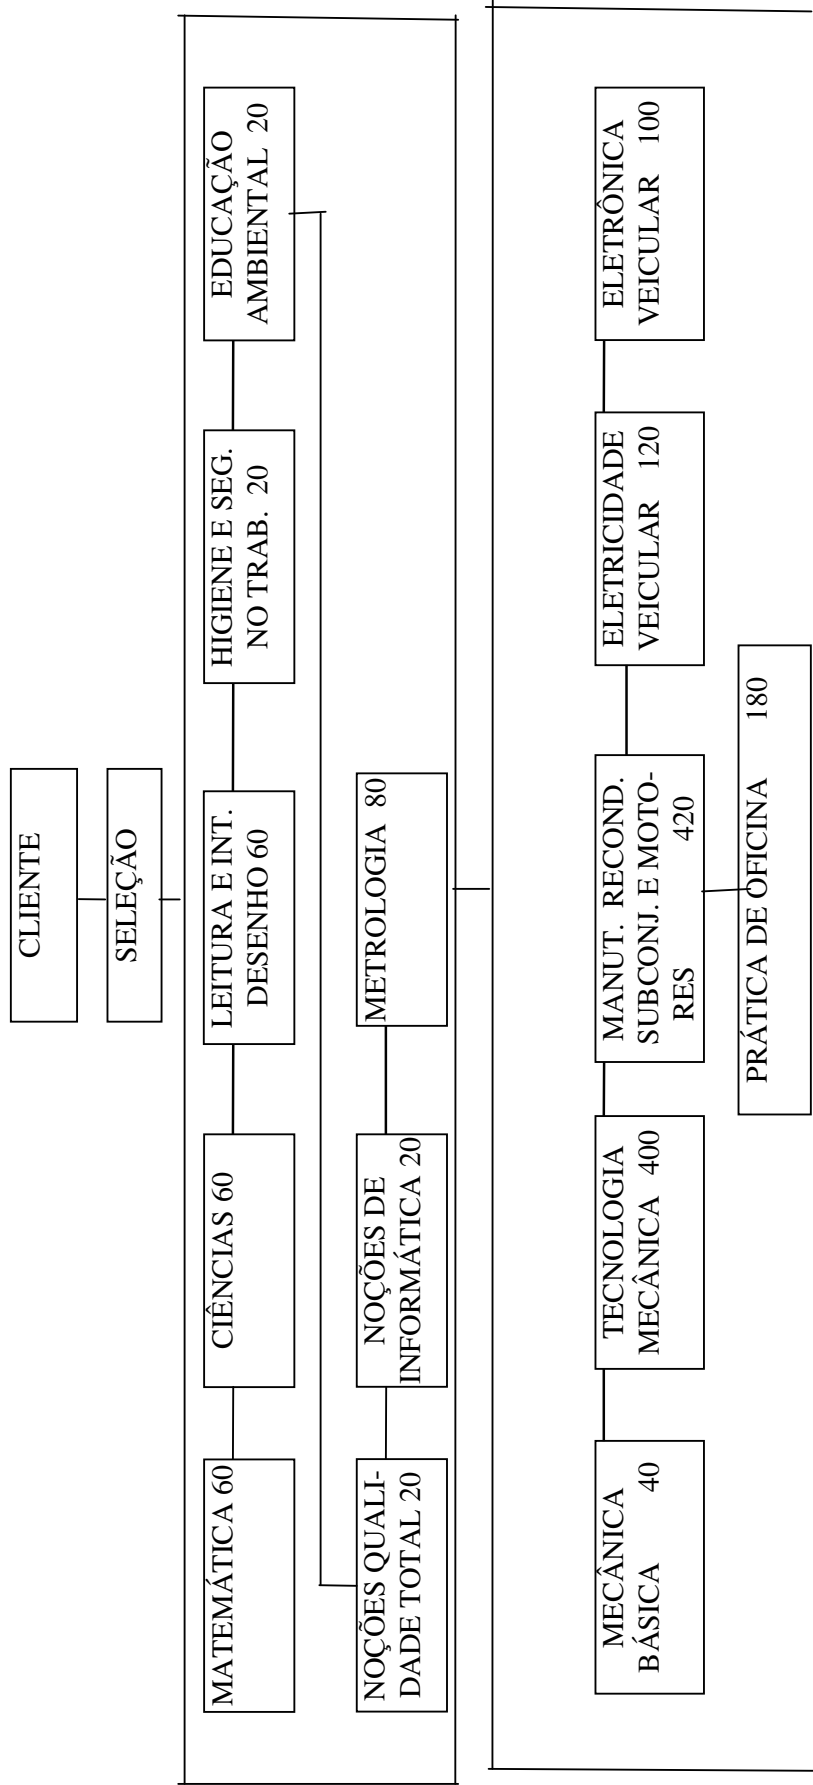 CLIENTE
SELEÇÃO
MATEMÁTICA 60
CIÊNCIAS 60
LEITURA E INT.
DESENHO 60
HIGIENE E SEG.
NO TRAB. 20
EDUCAÇÃO
AMBIENTAL 20
NOÇÕES QUALI-
DADE TOTAL 20
NOÇÕES DE
INFORMÁTICA 20
METROLOGIA 80
MECÂNICA
BÁSICA 40
TECNOLOGIA
MECÂNICA 400
MANUT. RECOND.
SUBCONJ. E MOTO-
RES 420
ELETRICIDADE
VEICULAR 120
ELETRÔNICA
VEICULAR 100
PRÁTICA DE OFICINA 180